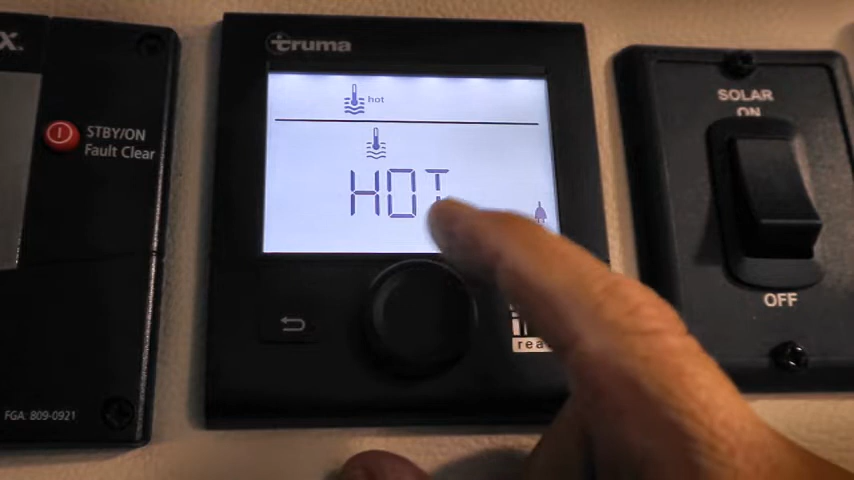 x.
STBY/ON
Fault Clear
FGA 809-0921
truma
hot
HOT
SOLAR
ON
OFF